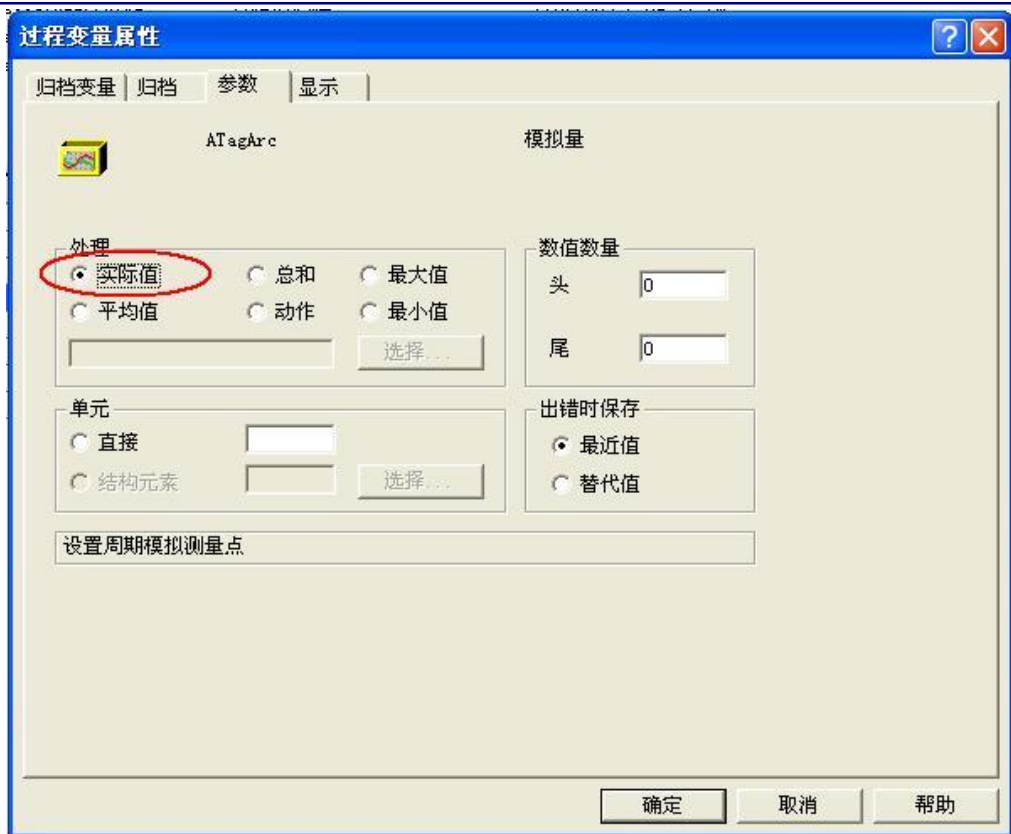 过程变量属性
归档变量 归档 参数 显示
ATagArc 模拟量
处理
实际值 总和 最大值
平均值 动作 最小值
选择...
数值数量
头 0
尾 0
单元
直接
结构元素 选择...
出错时保存
最近值
替代值
设置周期模拟测量点
确定 取消 帮助